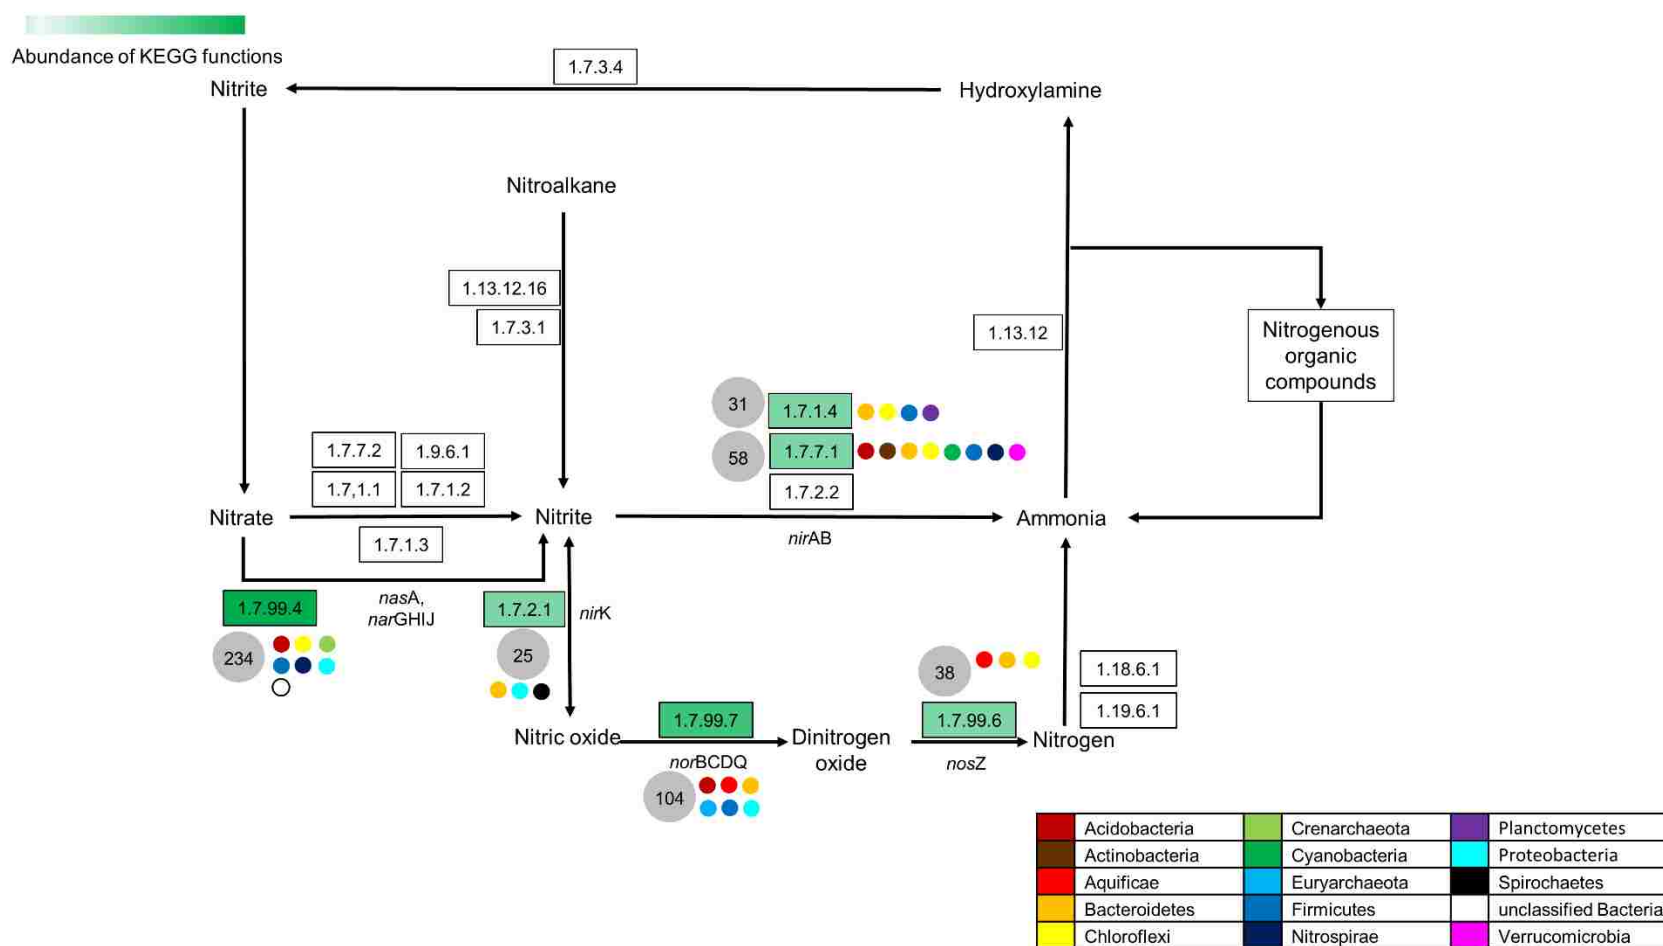 Abundance of KEGG functions
1.7.3.4
Nitrite
Hydroxylamine
Nitroalkane
1.13.12.16
1.7.3.1
1.13.12
Nitrogenous
organic
compounds
31
1.7.1.4
58
1.7.7.1
1.7.2.2
1.7.7.2
1.9.6.1
1.7,1.1
1.7.1.2
Nitrate
Nitrite
Ammonia
nirAB
1.7.1.3
nasA,
narGHIJ
1.7.99.4
234
1.7.2.1
nirK
25
38
1.18.6.1
1.19.6.1
1.7.99.7
1.7.99.6
Nitric oxide
Dinitrogen
oxide
Nitrogen
norBCDQ
nosZ
104
Acidobacteria
Crenarchaeota
Planctomycetes
Actinobacteria
Cyanobacteria
Proteobacteria
Aquificae
Euryarchaeota
Spirochaetes
Bacteroidetes
Firmicutes
unclassified Bacteria
Chloroflexi
Nitrospirae
Verrucomicrobia